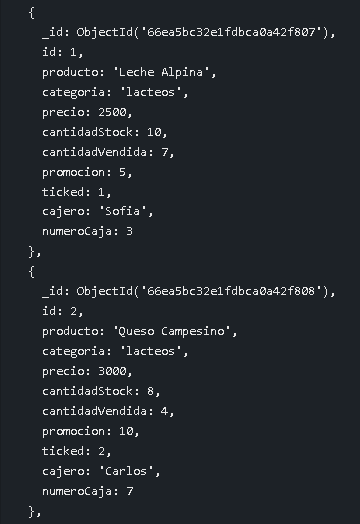 {
_id: ObjectId('66ea5bc32e1fdbca0a42f807'),
id: 1,
producto: 'Leche Alpina',
categoria: 'lacteos',
precio: 2500,
cantidadStock: 10,
cantidadVendida: 7,
promocion: 5,
ticked: 1,
cajero: 'Sofia',
numeroCaja: 3
},
{
_id: ObjectId('66ea5bc32e1fdbca0a42f808'),
id: 2,
producto: 'Queso Campesino',
categoria: 'lacteos',
precio: 3000,
cantidadStock: 8,
cantidadVendida: 4,
promocion: 10,
ticked: 2,
cajero: 'Carlos',
numeroCaja: 7
},